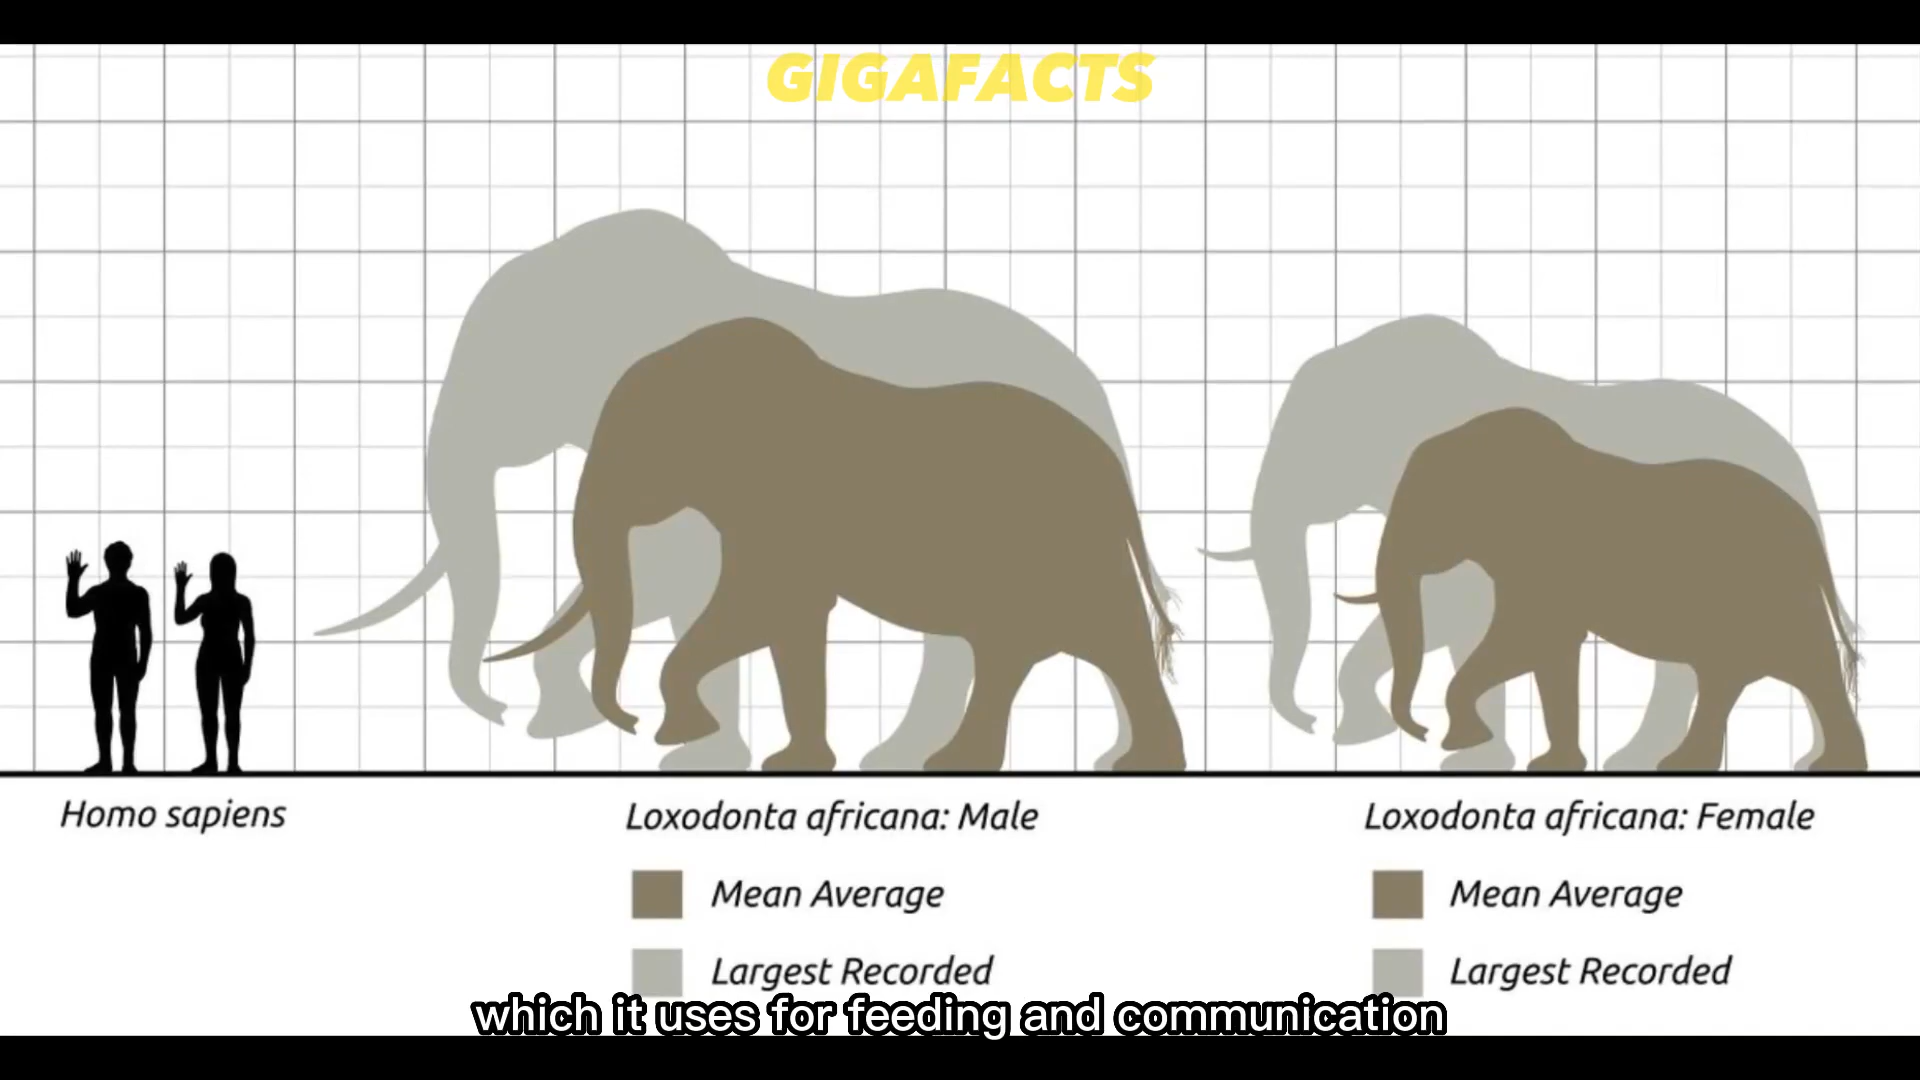 GIGAFACTS
Homo sapiens
Loxodonta africana: Male
Mean Average
Largest Recorded
Loxodonta africana: Female
Mean Average
Largest Recorded
which it uses for feeding and communication